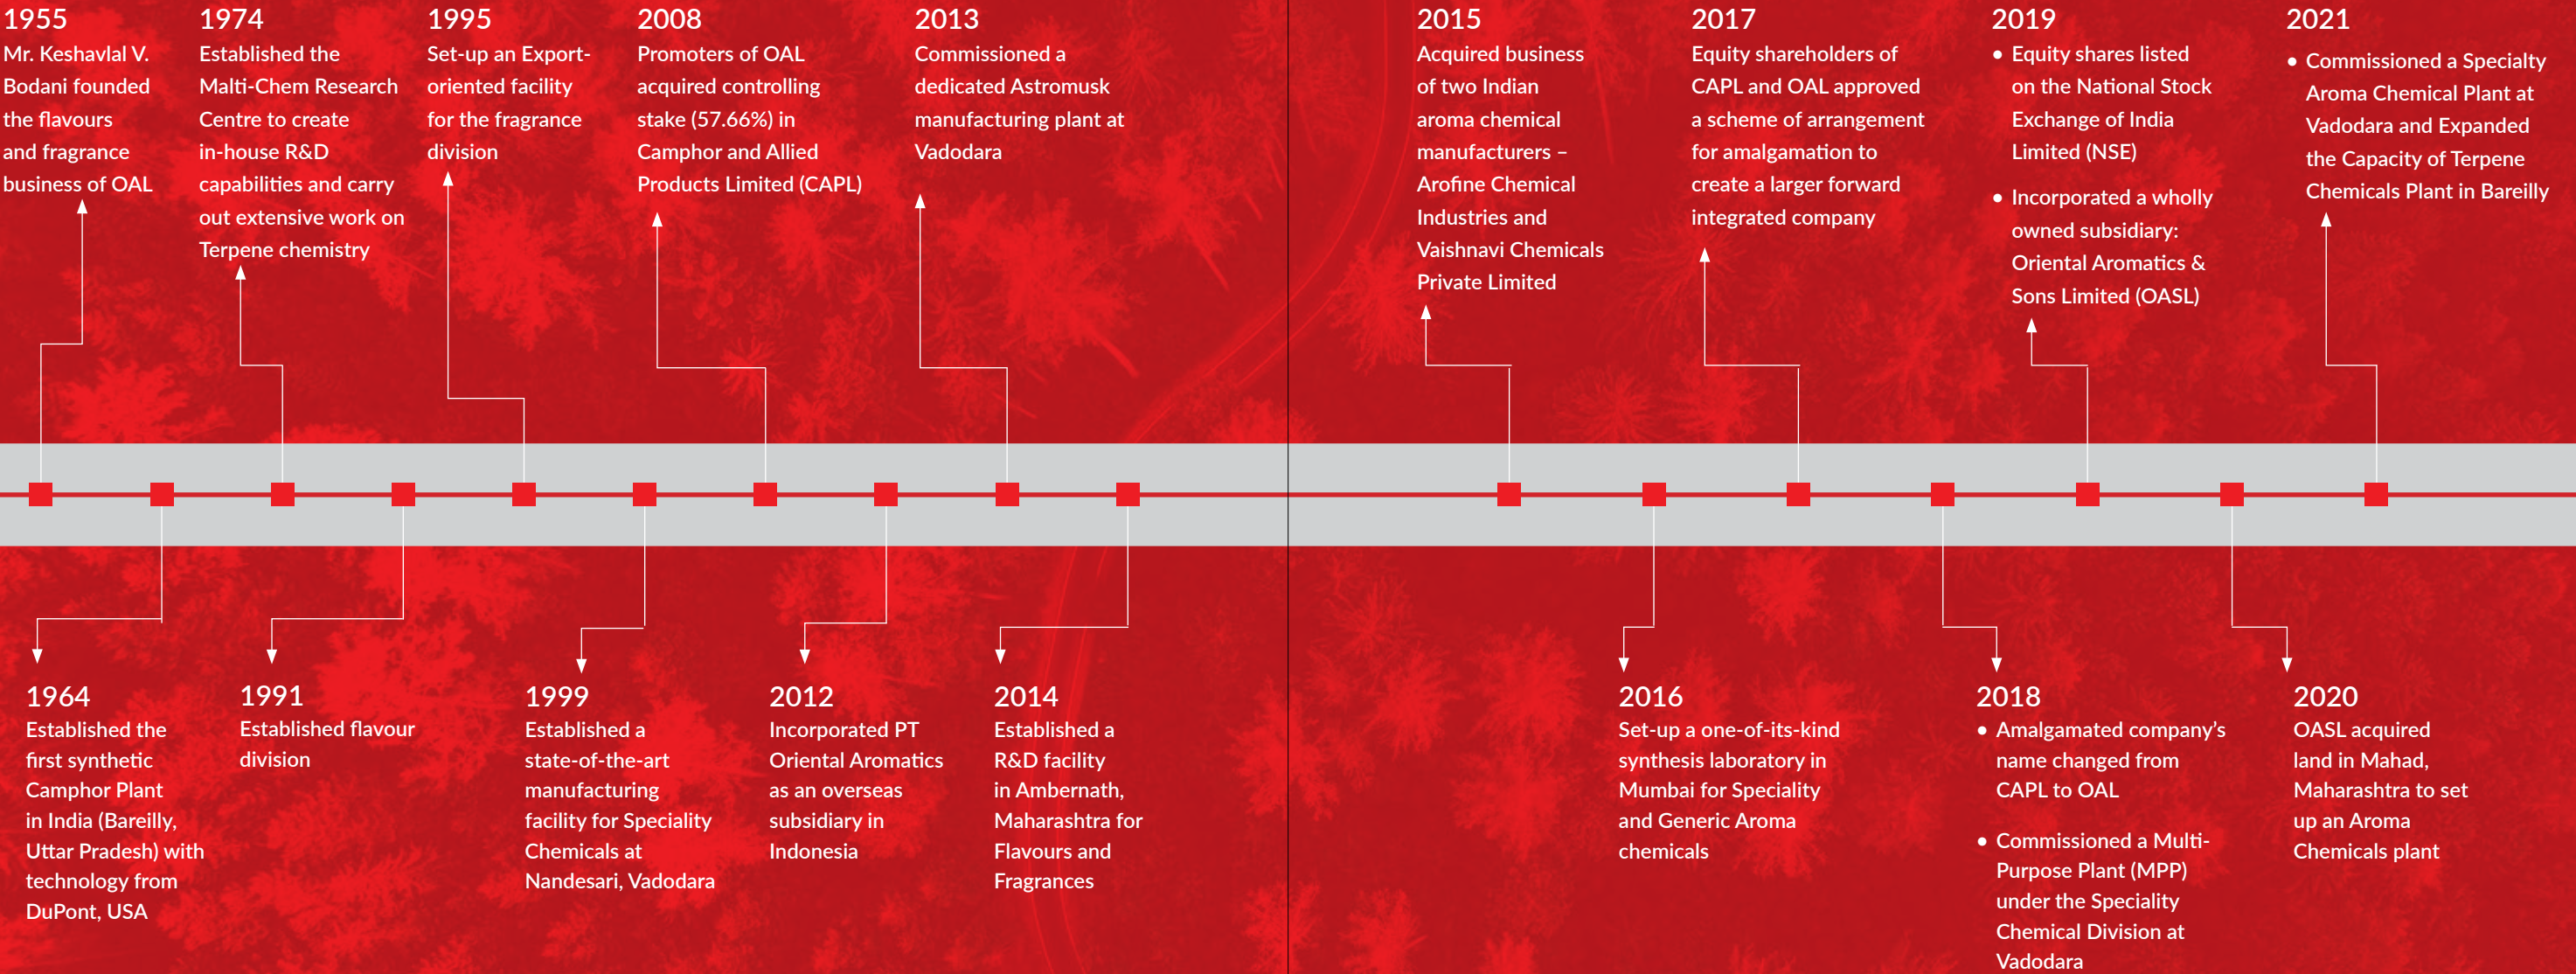 1955
Mr. Keshavlal V.
Bodani founded
the flavours
and fragrance
business of OAL
1974
Established the
Malti-Chem Research
Centre to create
in-house R&D
capabilities and carry
out extensive work on
Terpene chemistry
1995
Set-up an Export-
oriented facility
for the fragrance
division
2008
Promoters of OAL
acquired controlling
stake (57.66%) in
Camphor and Allied
Products Limited (CAPL)
2013
Commissioned a
dedicated Astromusk
manufacturing plant at
Vadodara
2015
Acquired business
of two Indian
aroma chemical
manufacturers –
Arofine Chemical
Industries and
Vaishnavi Chemicals
Private Limited
2017
Equity shareholders of
CAPL and OAL approved
a scheme of arrangement
for amalgamation to
create a larger forward
integrated company
2019
• Equity shares listed
on the National Stock
Exchange of India
Limited (NSE)
• Incorporated a wholly
owned subsidiary:
Oriental Aromatics &
Sons Limited (OASL)
2021
• Commissioned a Specialty
Aroma Chemical Plant at
Vadodara and Expanded
the Capacity of Terpene
Chemicals Plant in Bareilly
1964
Established the
first synthetic
Camphor Plant
in India (Bareilly,
Uttar Pradesh) with
technology from
DuPont, USA
1991
Established flavour
division
1999
Established a
state-of-the-art
manufacturing
facility for Speciality
Chemicals at
Nandesari, Vadodara
2012
Incorporated PT
Oriental Aromatics
as an overseas
subsidiary in
Indonesia
2014
Established a
R&D facility
in Ambernath,
Maharashtra for
Flavours and
Fragrances
2016
Set-up a one-of-its-kind
synthesis laboratory in
Mumbai for Speciality
and Generic Aroma
chemicals
2018
• Amalgamated company's
name changed from
CAPL to OAL
• Commissioned a Multi-
Purpose Plant (MPP)
under the Speciality
Chemical Division at
Vadodara
2020
OASL acquired
land in Mahad,
Maharashtra to set
up an Aroma
Chemicals plant